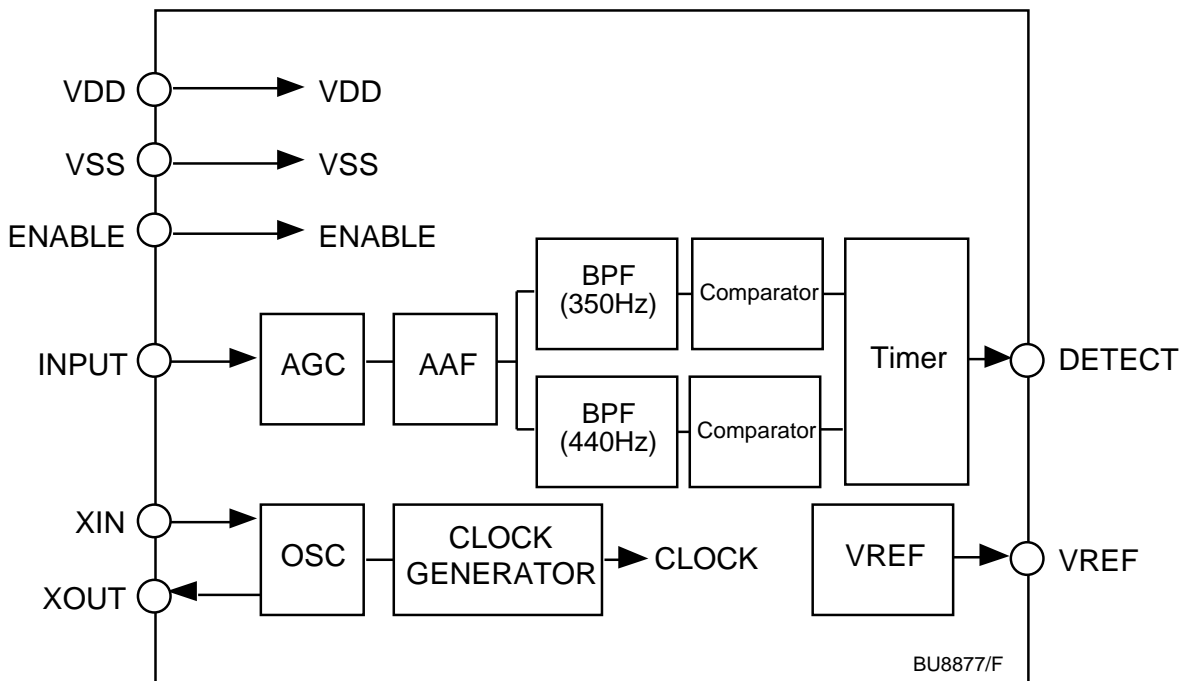 VDD
VDD
VSS
VSS
ENABLE
ENABLE
BPF
(350Hz)
Comparator
INPUT
AGC
AAF
Timer
DETECT
BPF
(440Hz)
Comparator
XIN
XOUT
OSC
CLOCK
GENERATOR
CLOCK
VREF
VREF
BU8877/F